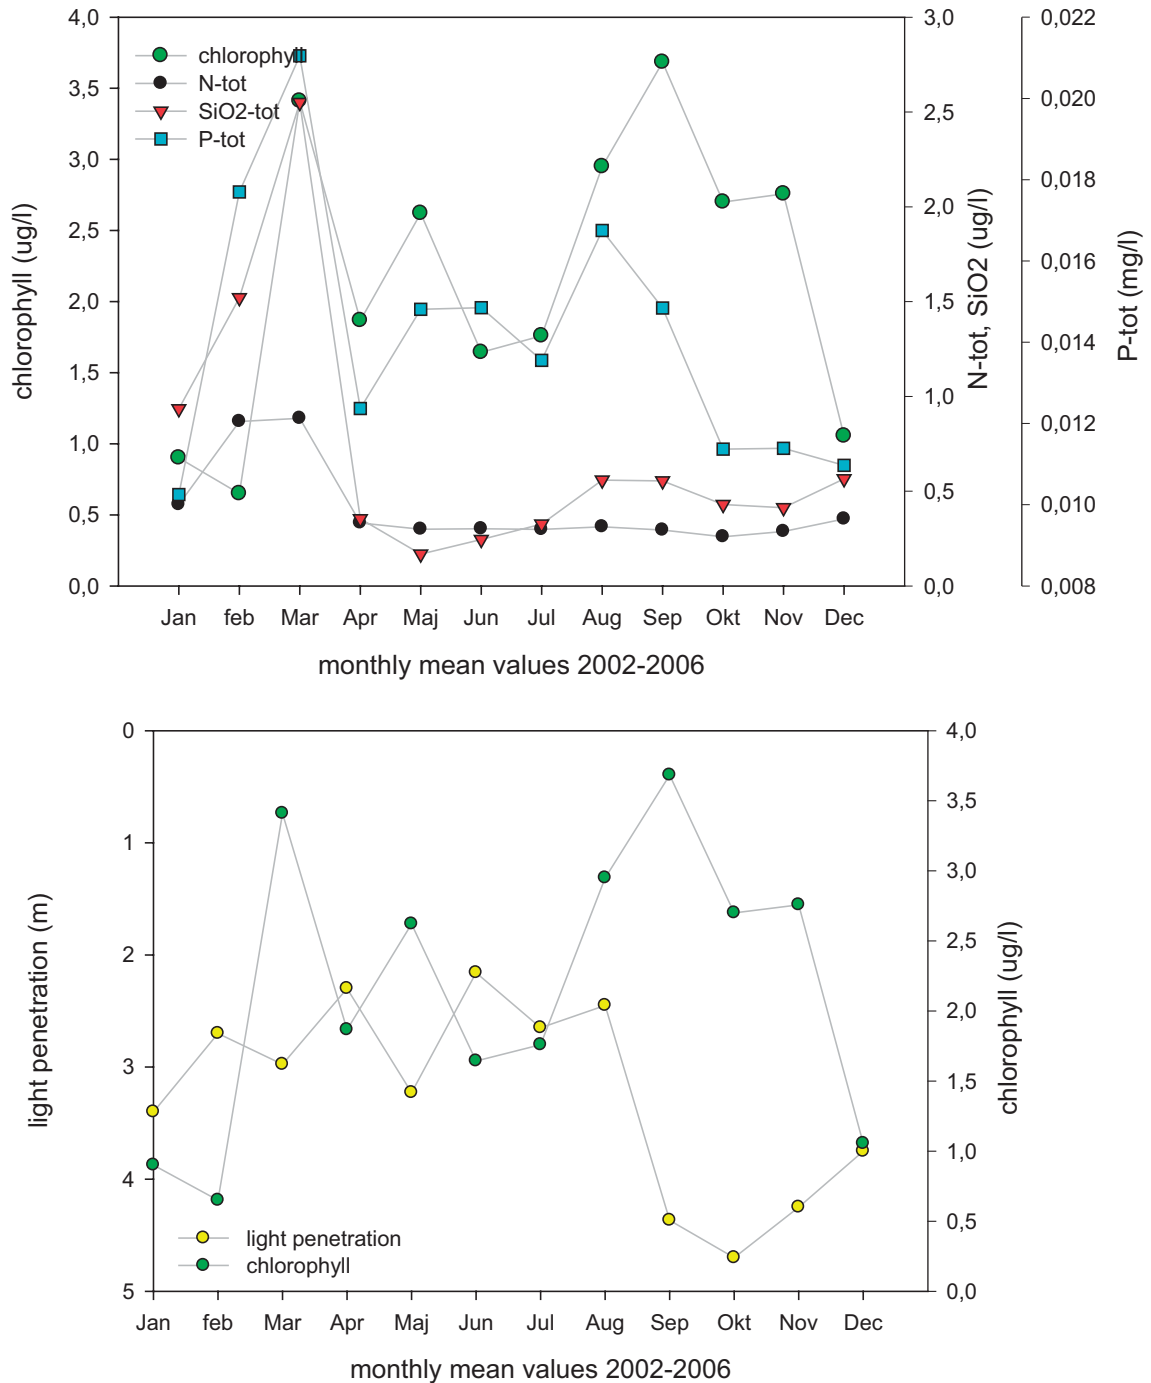 4,0
3,5
3,0
2,5
2,0
1,5
1,0
0,5
0,0
chlorophyll (ug/l)
chlorophyll
N-tot
SiO2-tot
P-tot
3,0
2,5
2,0
1,5
1,0
0,5
0,0
N-tot, SiO2 (ug/l)
0,022
0,020
0,018
0,016
0,014
0,012
0,010
0,008
P-tot (mg/l)
Jan feb Mar Apr Maj Jun Jul Aug Sep Okt Nov Dec
monthly mean values 2002-2006
0
1
2
3
4
5
light penetration (m)
light penetration
chlorophyll
4,0
3,5
3,0
2,5
2,0
1,5
1,0
0,5
0,0
chlorophyll (ug/l)
Jan feb Mar Apr Maj Jun Jul Aug Sep Okt Nov Dec
monthly mean values 2002-2006